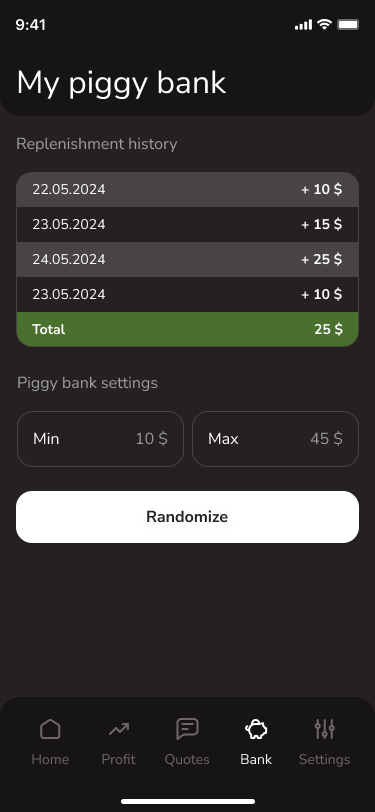 9:41
My piggy bank
Replenishment history
22.05.2024 + 10 $
23.05.2024 + 15 $
24.05.2024 + 25 $
23.05.2024 + 10 $
Total 25 $
Piggy bank settings
Min 10 $ Max 45 $
Randomize
Home Profit Quotes Bank Settings